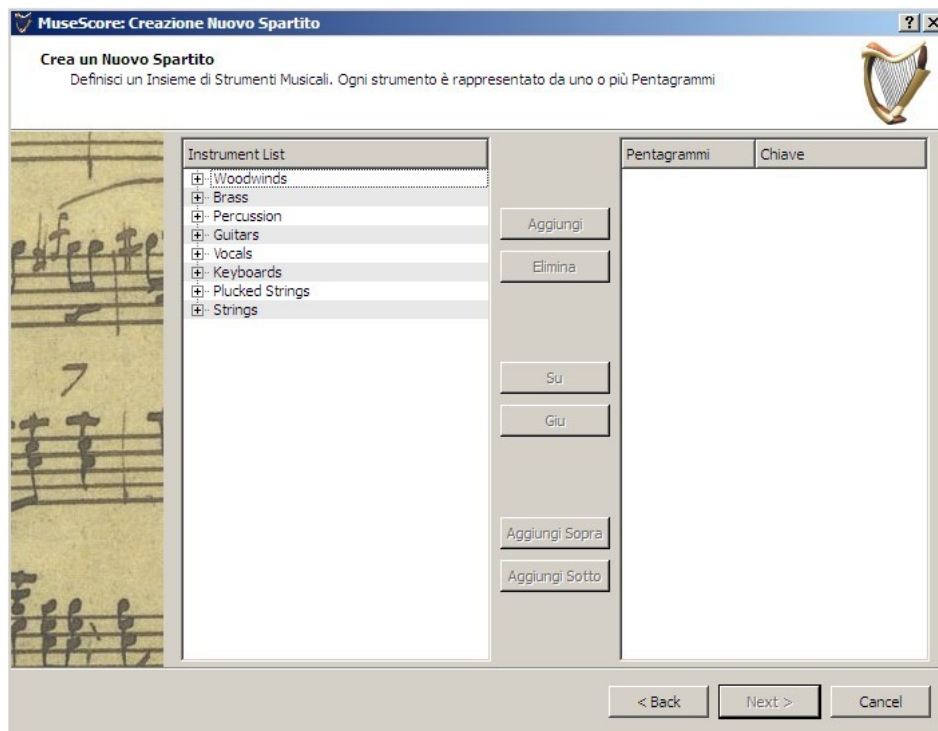 MuseScore: Creazione Nuovo Spartito
Crea un Nuovo Spartito
Definisci un Insieme di Strumenti Musicali. Ogni strumento è rappresentato da uno o più Pentagrammi
Instrument List
Woodwinds
Brass
Percussion
Guitars
Vocals
Keyboards
Plucked Strings
Strings
Aggiungi
Elimina
Su
Giu
Aggiungi Sopra
Aggiungi Sotto
Pentagrammi Chiave
7
< Back Next > Cancel